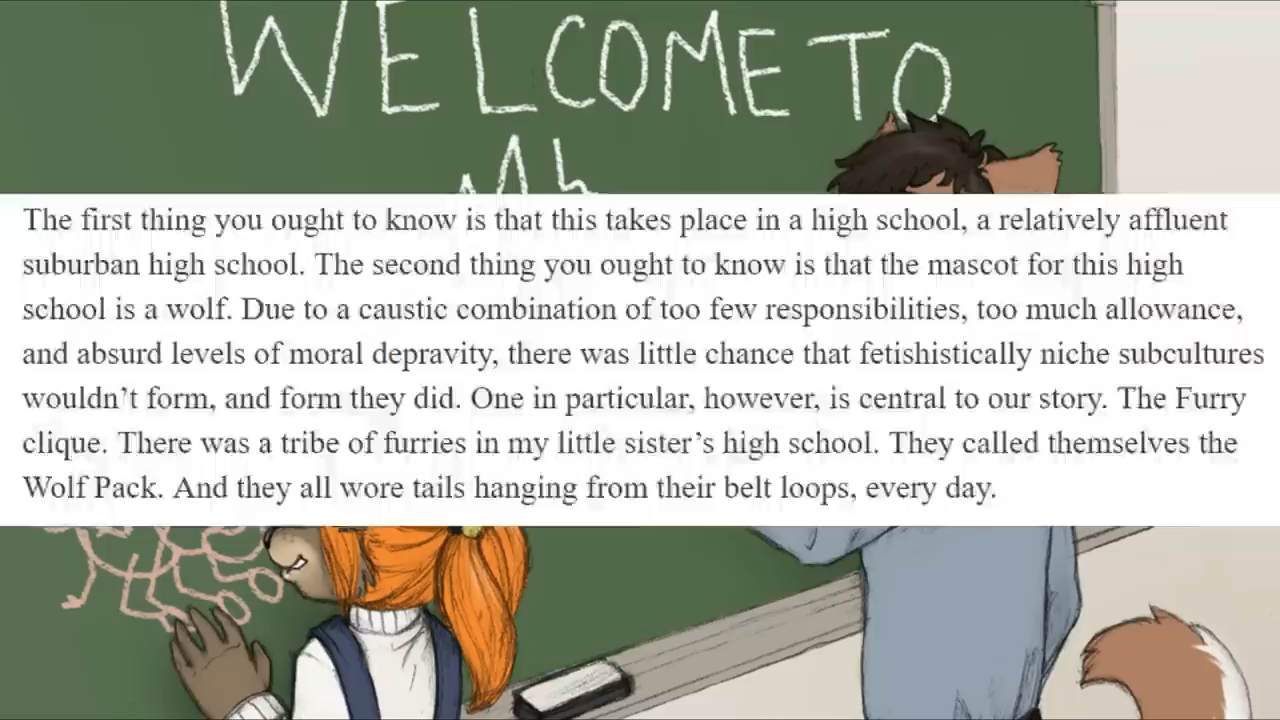 WELCOME TO
The first thing you ought to know is that this takes place in a high school, a relatively affluent
suburban high school. The second thing you ought to know is that the mascot for this high
school is a wolf. Due to a caustic combination of too few responsibilities, too much allowance,
and absurd levels of moral depravity, there was little chance that fetishistically niche subcultures
wouldn’t form, and form they did. One in particular, however, is central to our story. The Furry
clique. There was a tribe of furries in my little sister’s high school. They called themselves the
Wolf Pack. And they all wore tails hanging from their belt loops, every day.